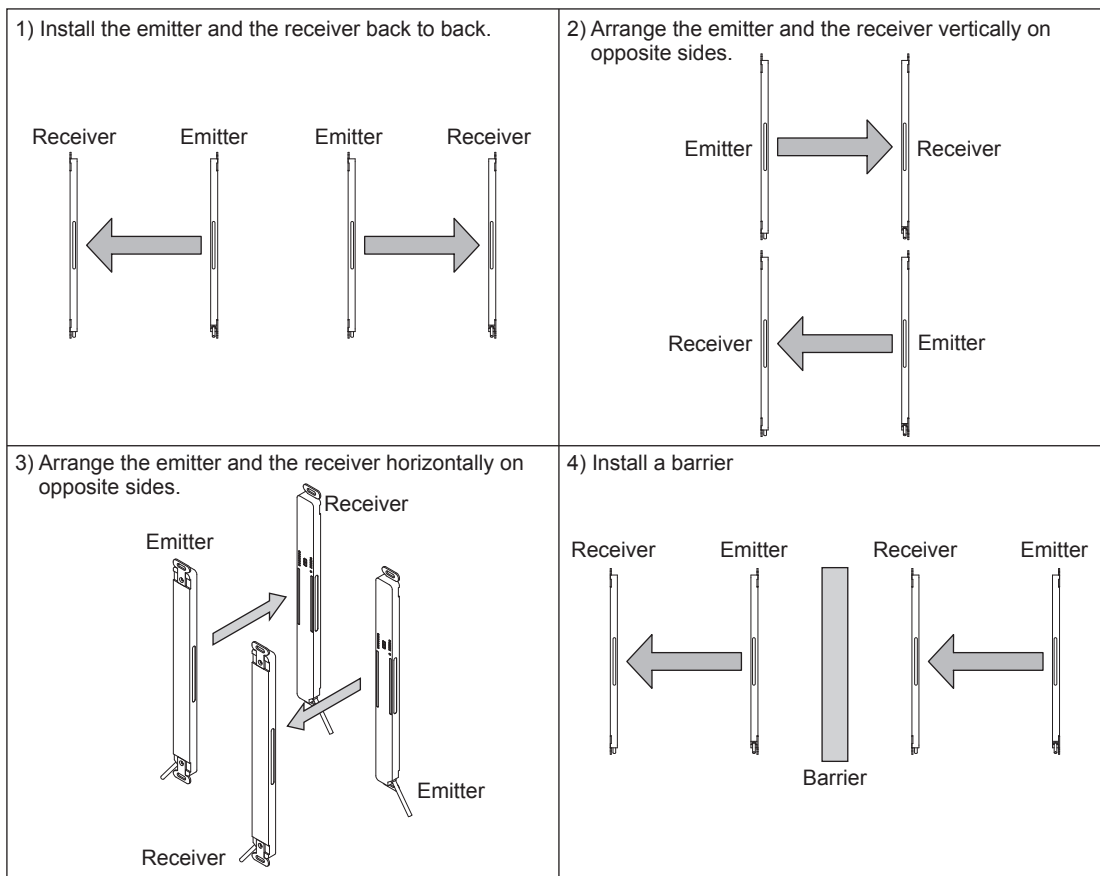 1) Install the emitter and the receiver back to back.
Receiver Emitter Emitter Receiver
2) Arrange the emitter and the receiver vertically on
opposite sides.
Emitter Receiver
Receiver Emitter
3) Arrange the emitter and the receiver horizontally on
opposite sides.
Receiver
Emitter
Emitter
Receiver
4) Install a barrier
Receiver Emitter Receiver Emitter
Barrier